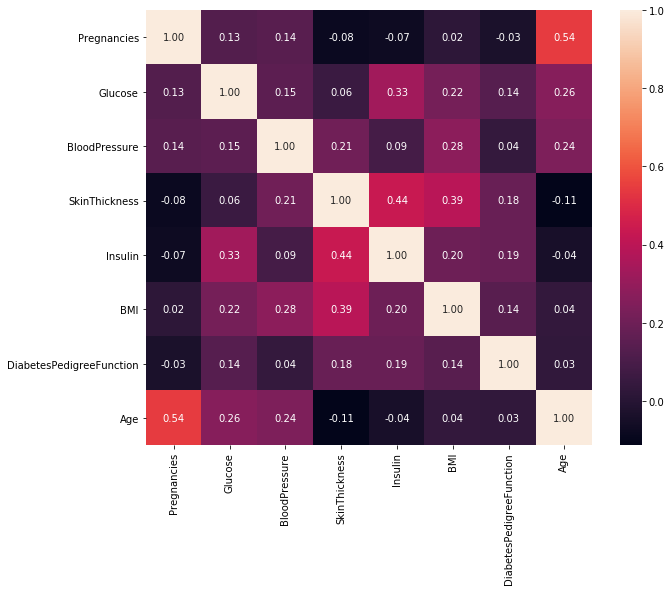 1.0
Pregnancies 1.00 0.13 0.14 -0.08 -0.07 0.02 -0.03 0.54
Glucose 0.13 1.00 0.15 0.06 0.33 0.22 0.14 0.26
0.8
BloodPressure 0.14 0.15 1.00 0.21 0.09 0.28 0.04 0.24
0.6
SkinThickness -0.08 0.06 0.21 1.00 0.44 0.39 0.18 -0.11
0.4
Insulin -0.07 0.33 0.09 0.44 1.00 0.20 0.19 -0.04
BMI 0.02 0.22 0.28 0.39 0.20 1.00 0.14 0.04
0.2
DiabetesPedigreeFunction -0.03 0.14 0.04 0.18 0.19 0.14 1.00 0.03
0.0
Age 0.54 0.26 0.24 -0.11 -0.04 0.04 0.03 1.00
Pregnancies
Glucose
BloodPressure
SkinThickness
Insulin
BMI
DiabetesPedigreeFunction
Age